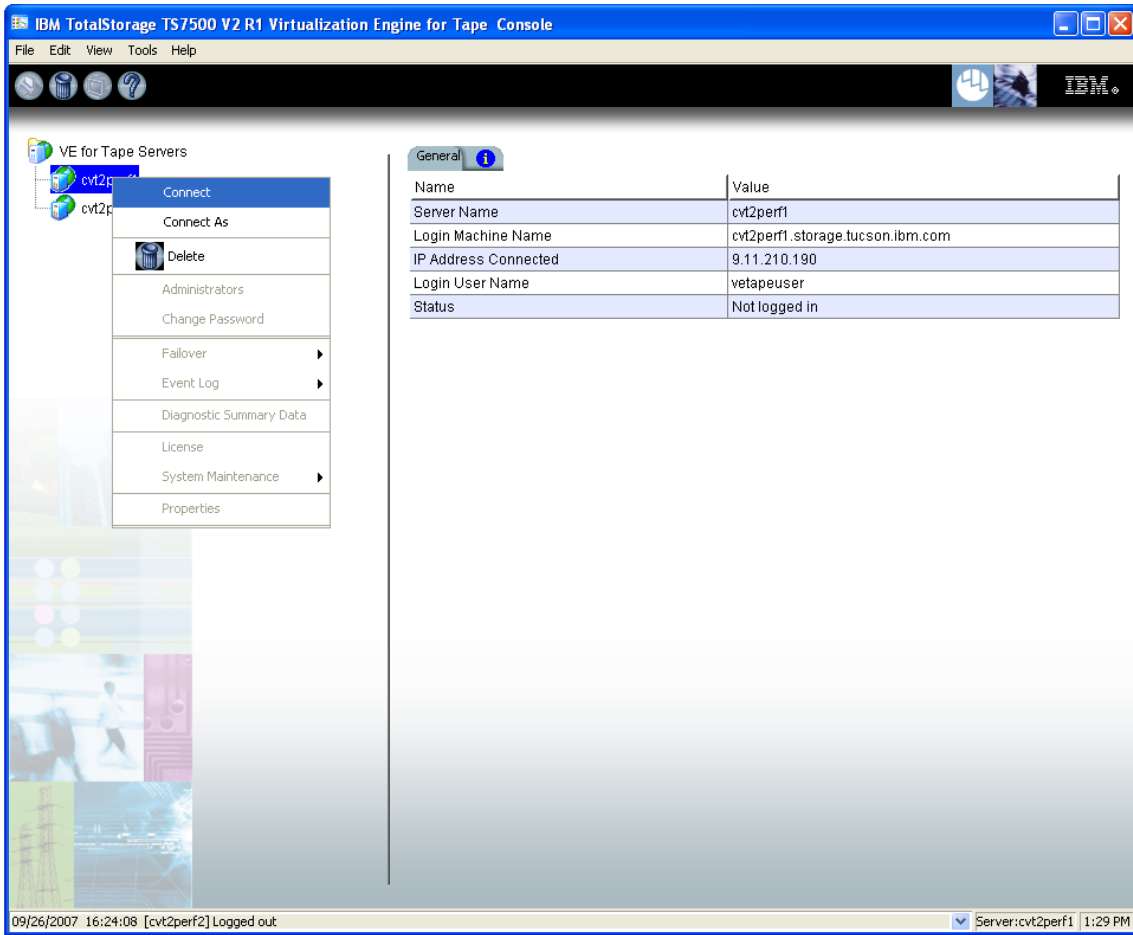 IBM TotalStorage TS7500 V2 R1 Virtualization Engine for Tape Console
File Edit View Tools Help
IBM
VE for Tape Servers
General
cvt2perf1
cvt2p
Connect
Connect As
Delete
Administrators
Change Password
Failover
Event Log
Diagnostic Summary Data
License
System Maintenance
Properties
Name Value
Server Name cvt2perf1
Login Machine Name cvt2perf1.storage.tucson.ibm.com
IP Address Connected 9.11.210.190
Login User Name vetapeuser
Status Not logged in
09/26/2007 16:24:08 [cvt2perf2] Logged out
Server:cvt2perf1 1:29 PM